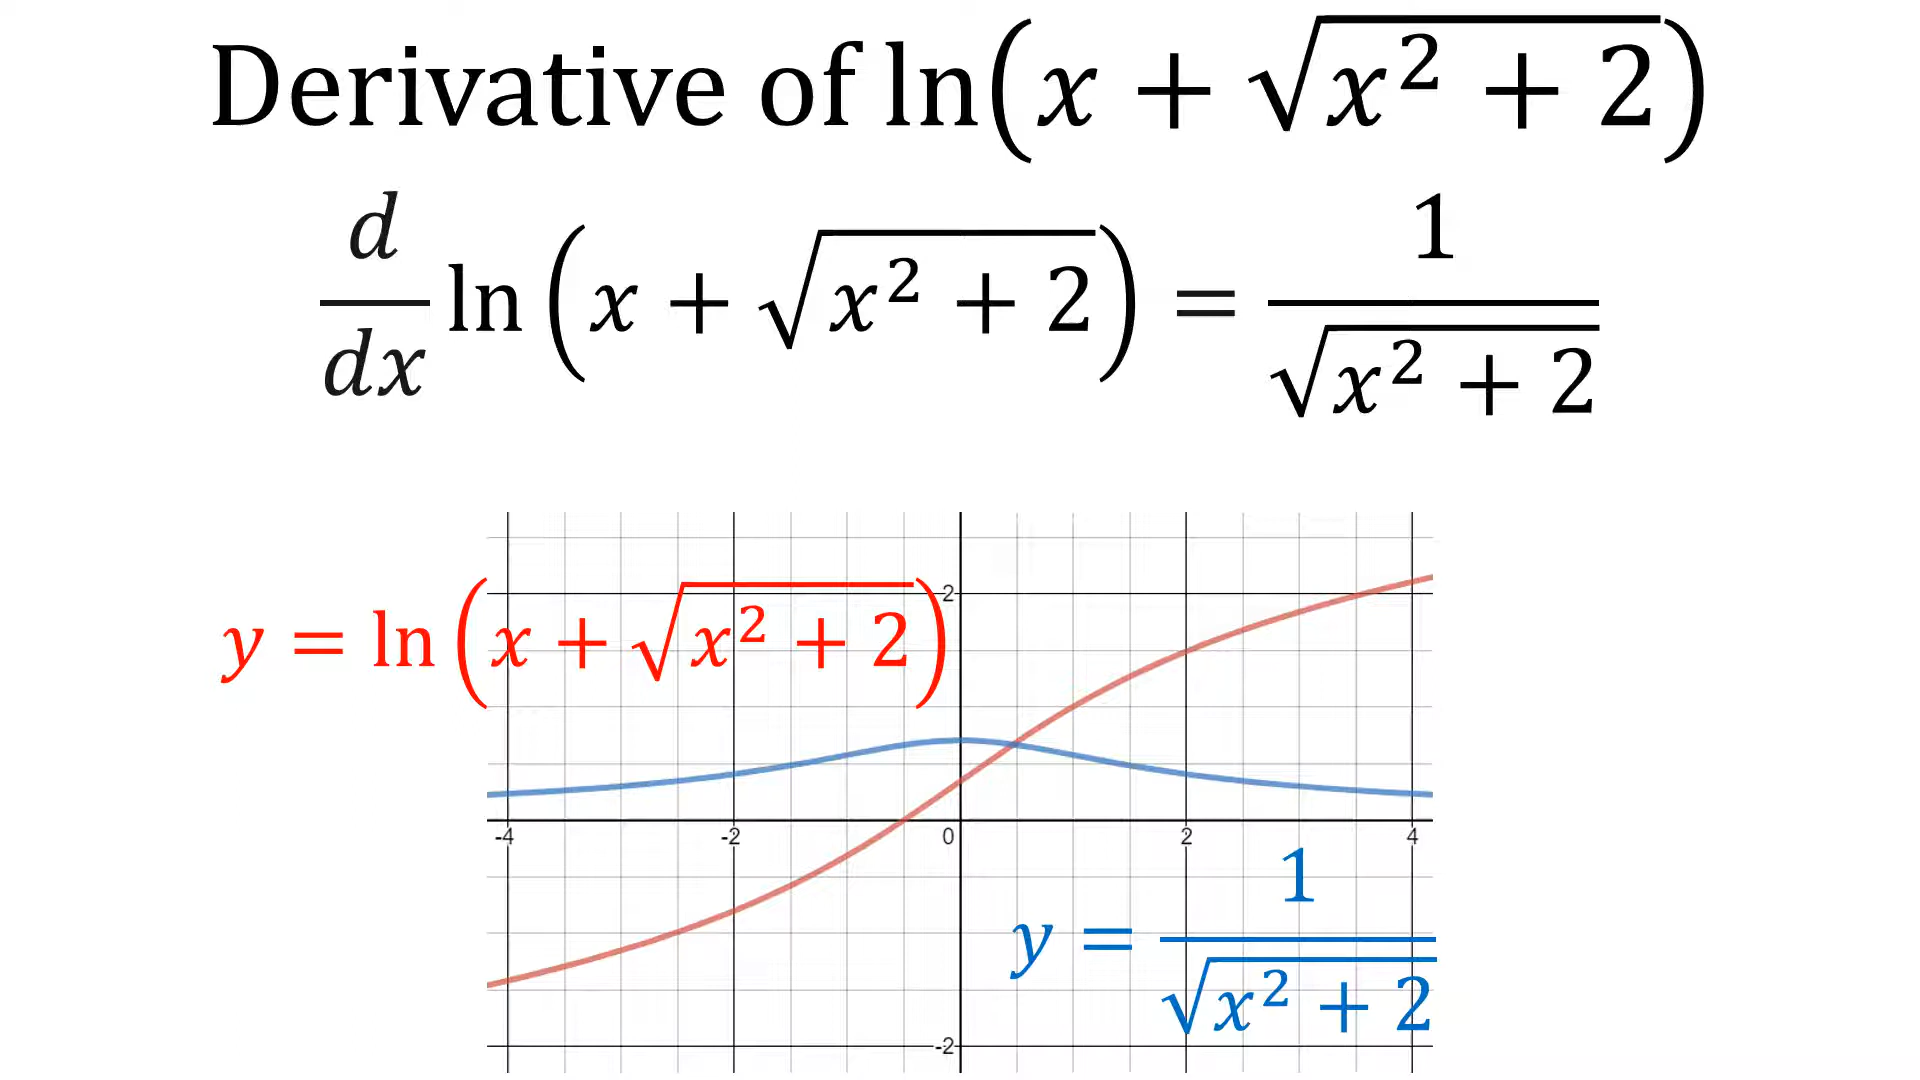 Derivative of ln(x + √(x² + 2))
d/dx ln(x + √(x² + 2)) = 1/√(x² + 2)
y = ln(x + √(x² + 2))
2
-4 -2 0 2 4
y = 1/√(x² + 2)
-2